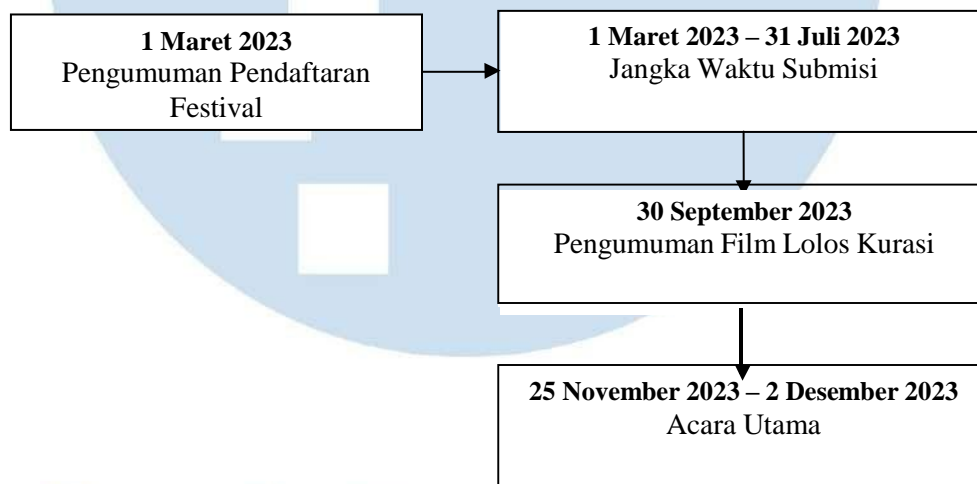 1 Maret 2023
Pengumuman Pendaftaran
Festival
1 Maret 2023 – 31 Juli 2023
Jangka Waktu Submisi
30 September 2023
Pengumuman Film Lolos Kurasi
25 November 2023 – 2 Desember 2023
Acara Utama